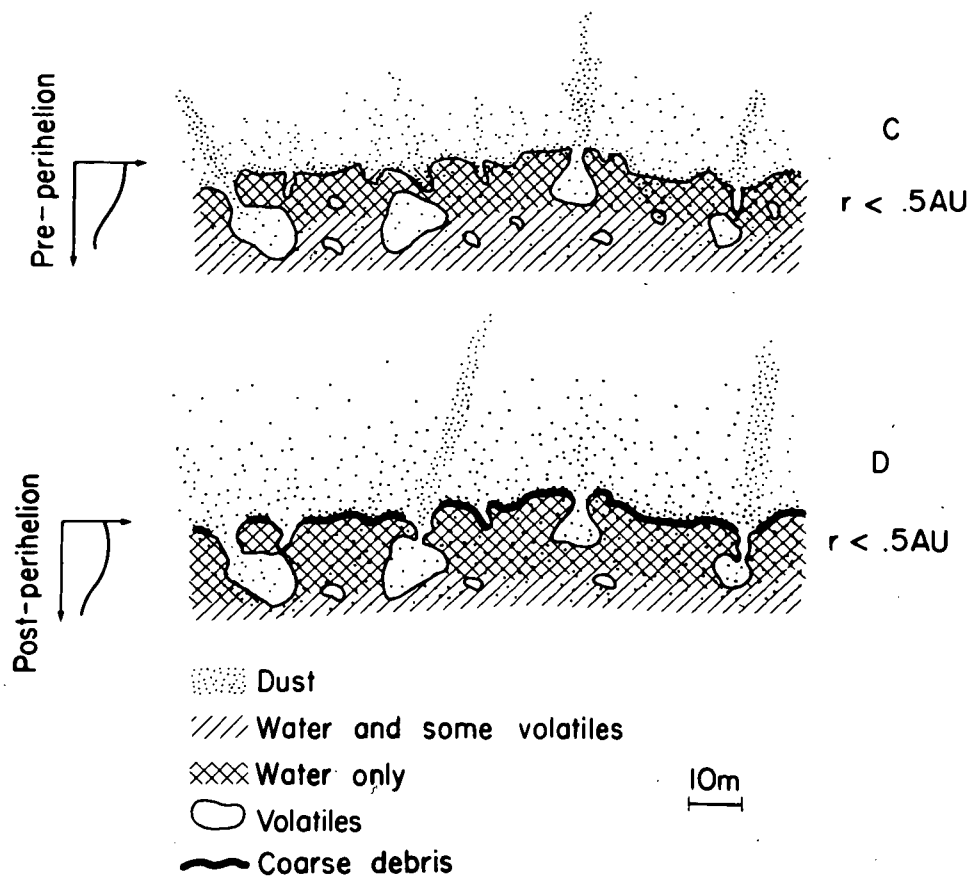 Pre-perihelion
C
r < .5AU
Post-perihelion
D
r < .5AU
Dust
Water and some volatiles
Water only
Volatiles
Coarse debris
10m